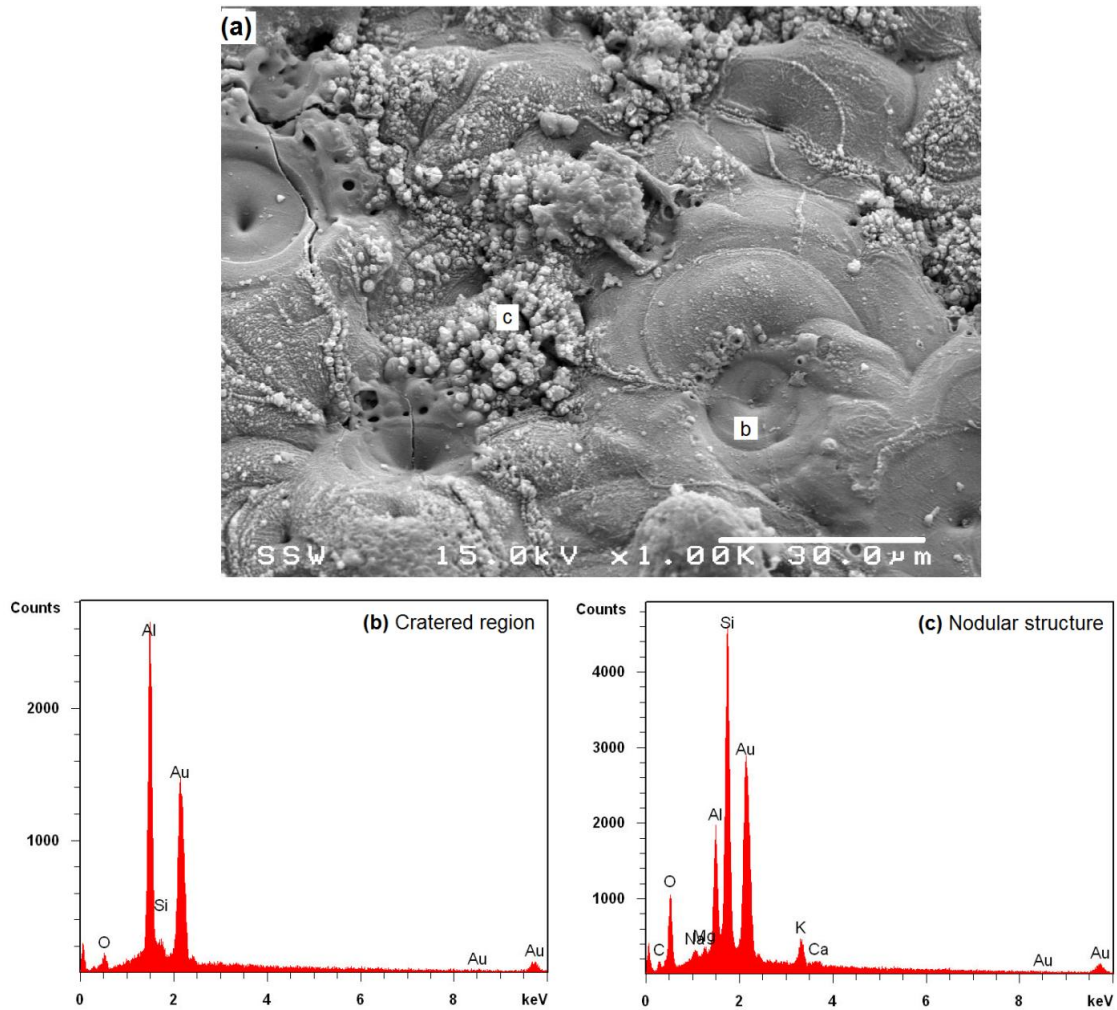 (a)
c
b
SSW 15.0kV x1.00K 30.0µm
Counts
(b) Cratered region
Al
2000
Au
1000
Si
O
Au
Au
0
2
4
6
8
keV
Counts
(c) Nodular structure
Si
4000
3000
Au
2000
Al
O
1000
C
Na
Mg
K
Ca
Au
Au
0
2
4
6
8
keV